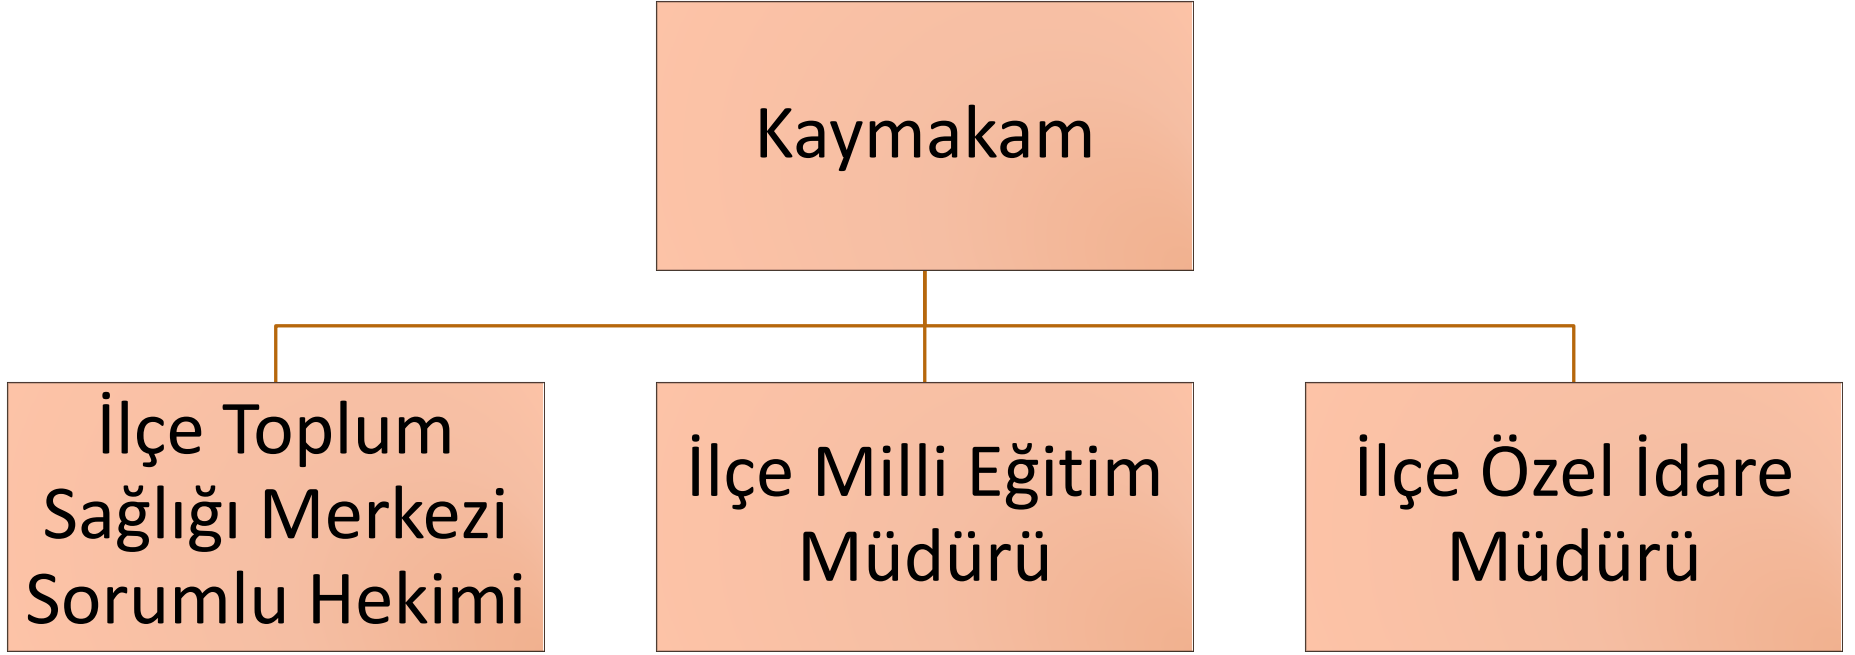 Kaymakam
İlçe Toplum
Sağlığı Merkezi
Sorumlu Hekimi
İlçe Milli Eğitim
Müdürü
İlçe Özel İdare
Müdürü